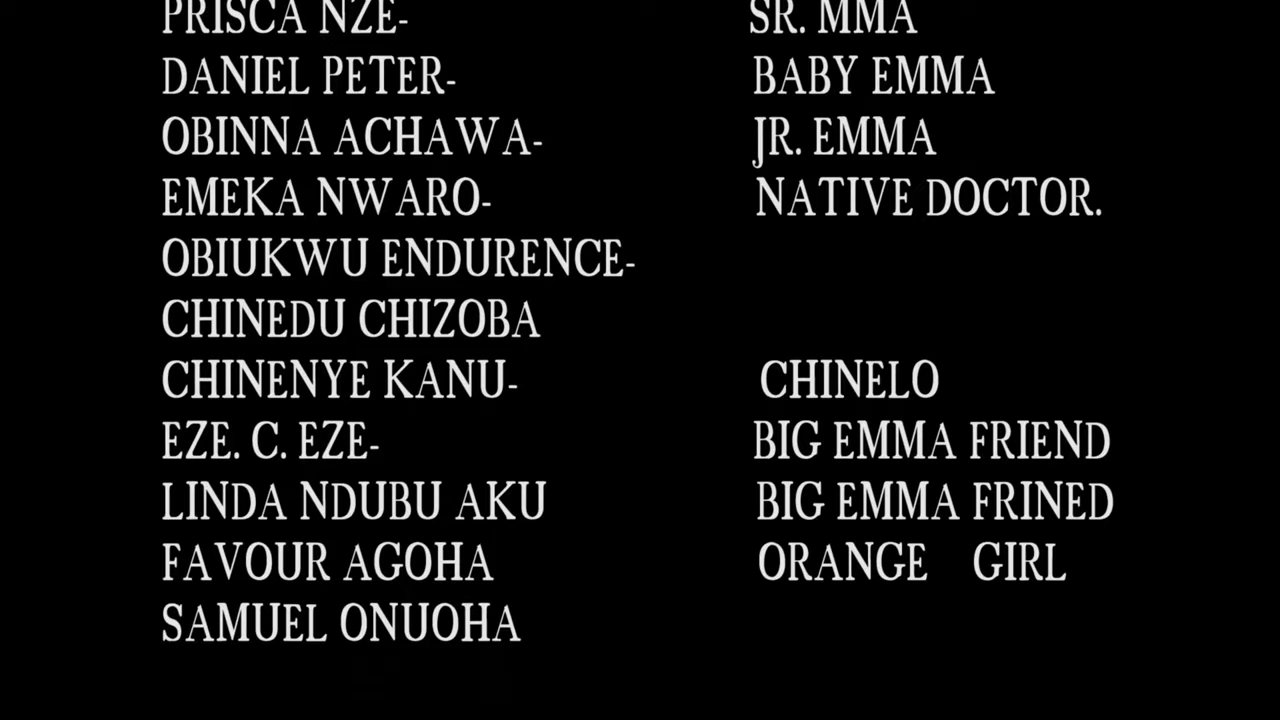 PRISCA NZE- SR. MMA
DANIEL PETER- BABY EMMA
OBINNA ACHAWA- JR. EMMA
EMEKA NWARO- NATIVE DOCTOR.
OBIUKWU ENDURENCE-
CHINEDU CHIZOBA
CHINENYE KANU- CHINELO
EZE. C. EZE- BIG EMMA FRIEND
LINDA NDUBU AKU BIG EMMA FRINED
FAVOUR AGOHA ORANGE GIRL
SAMUEL ONUOHA